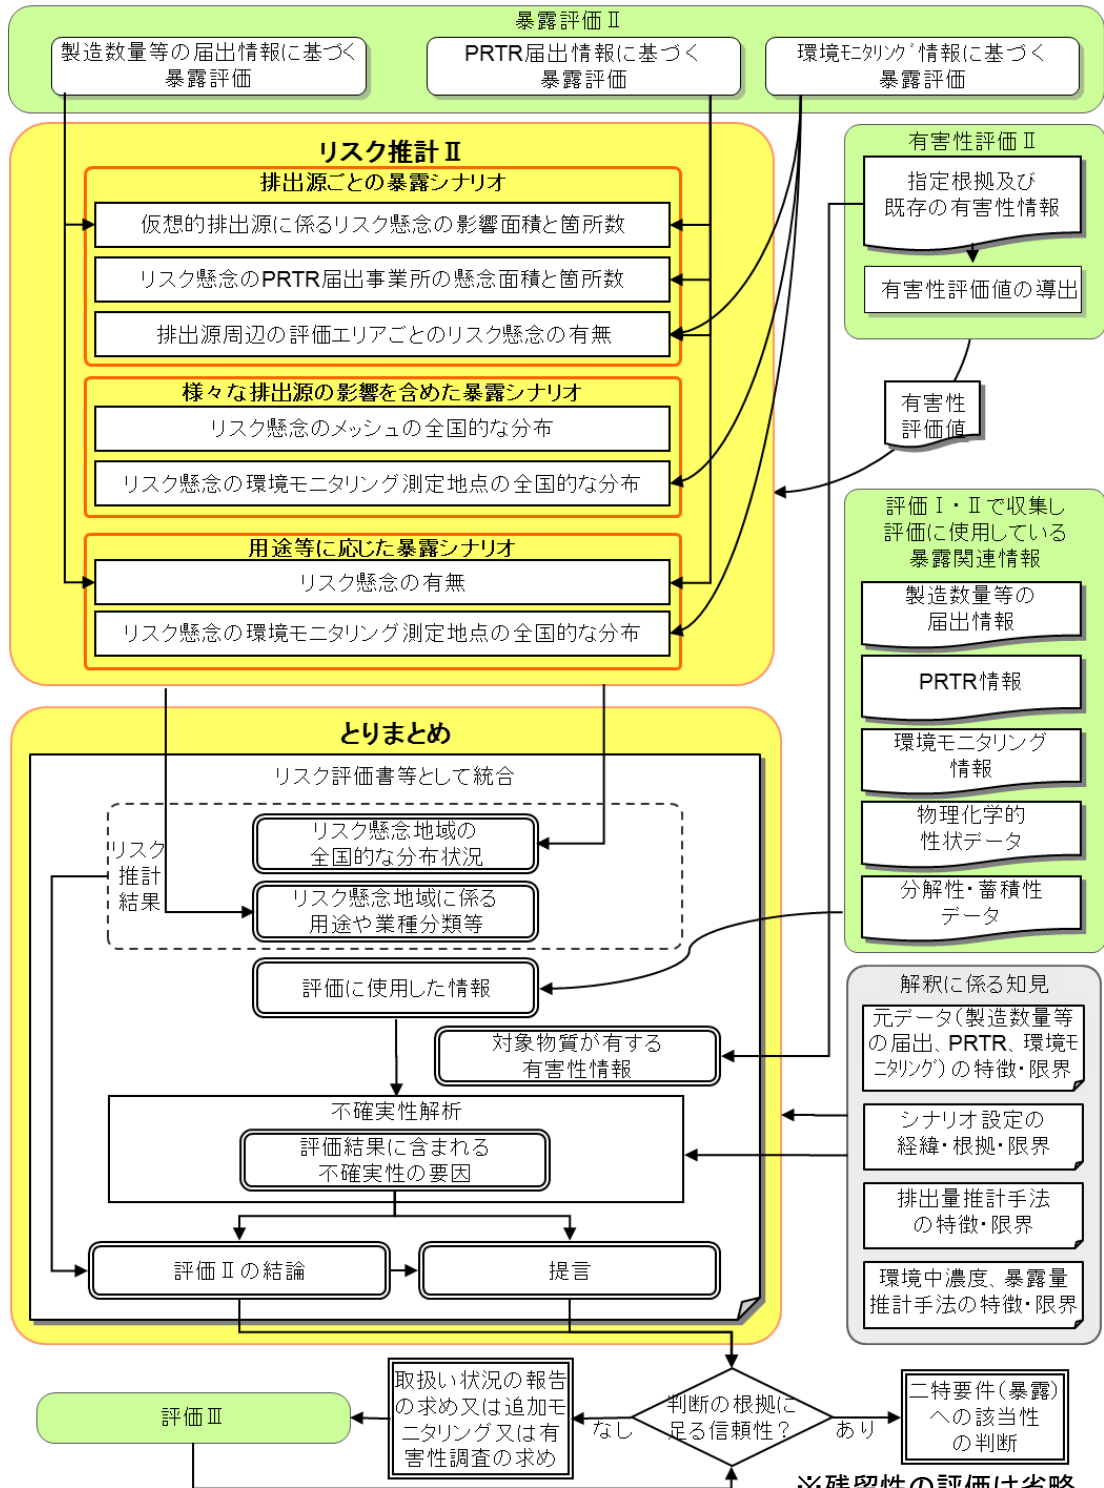 暴露評価Ⅱ
製造数量等の届出情報に基づく
暴露評価
PRTR届出情報に基づく
暴露評価
環境モニタリング情報に基づく
暴露評価
リスク推計Ⅱ
排出源ごとの暴露シナリオ
仮想的排出源に係るリスク懸念の影響面積と箇所数
リスク懸念のPRTR届出事業所の懸念面積と箇所数
排出源周辺の評価エリアごとのリスク懸念の有無
様々な排出源の影響を含めた暴露シナリオ
リスク懸念のメッシュの全国的な分布
リスク懸念の環境モニタリング測定地点の全国的な分布
用途等に応じた暴露シナリオ
リスク懸念の有無
リスク懸念の環境モニタリング測定地点の全国的な分布
有害性評価Ⅱ
指定根拠及び
既存の有害性情報
有害性評価値の導出
有害性
評価値
評価Ⅰ・Ⅱで収集し
評価に使用している
暴露関連情報
製造数量等の
届出情報
PRTR情報
環境モニタリング
情報
物理化学的
性状データ
分解性・蓄積性
データ
とりまとめ
リスク評価書等として統合
リスク
推計
結果
リスク懸念地域の
全国的な分布状況
リスク懸念地域に係る
用途や業種分類等
評価に使用した情報
対象物質が有する
有害性情報
不確実性解析
評価結果に含まれる
不確実性の要因
評価Ⅱの結論
提言
解釈に係る知見
元データ(製造数量等
の届出、PRTR、環境モ
ニタリング)の特徴・限界
シナリオ設定の
経緯・根拠・限界
排出量推計手法
の特徴・限界
環境中濃度、暴露量
推計手法の特徴・限界
評価Ⅲ
取扱い状況の報告
の求め又は追加モ
ニタリング又は有
害性調査の求め
なし
判断の根拠に
足る信頼性?
あり
二特要件(暴露)
への該当性
の判断
※残留性の評価は省略